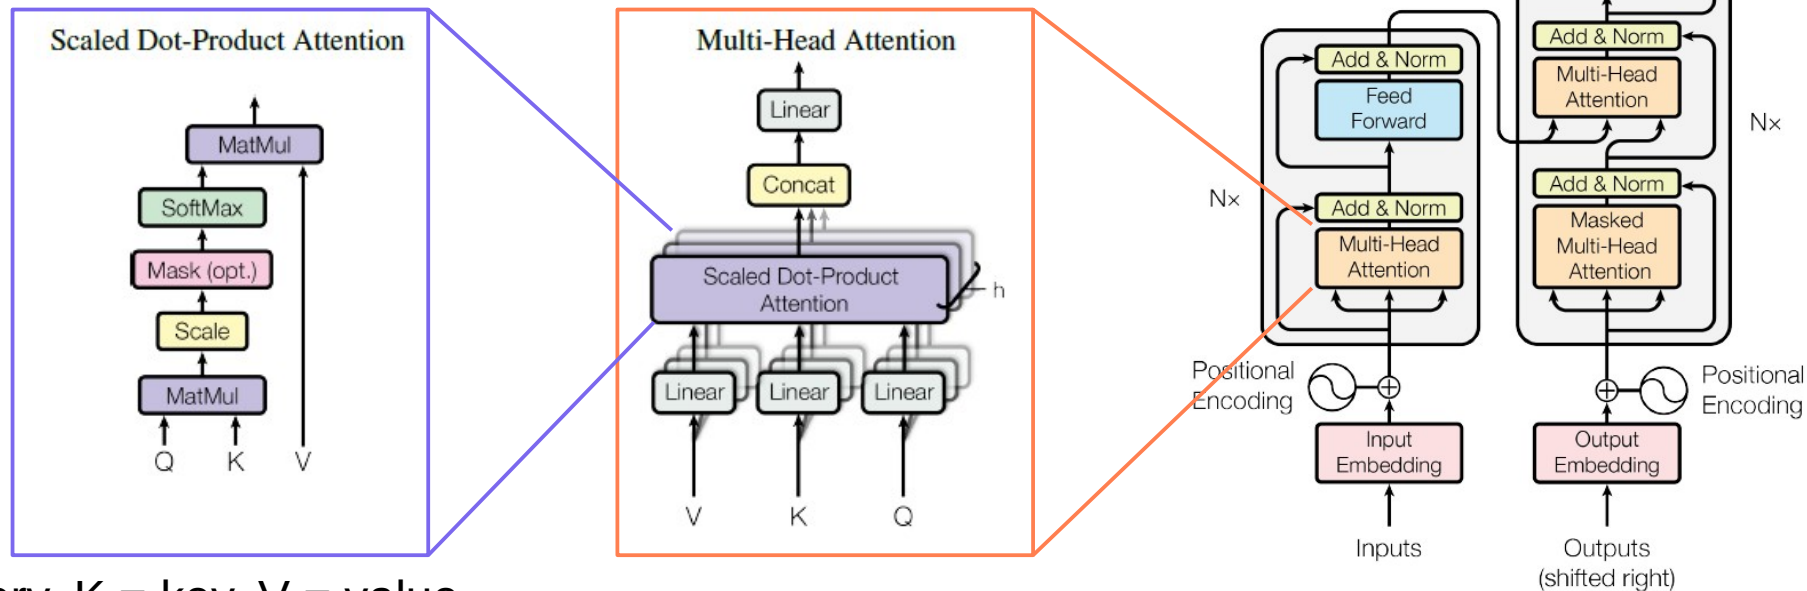 Scaled Dot-Product Attention
MatMul
SoftMax
Mask (opt.)
Scale
MatMul
Q K V
Multi-Head Attention
Linear
Concat
Scaled Dot-Product
Attention
h
Linear Linear Linear
V K Q
Add & Norm
Feed
Forward
Add & Norm
Multi-Head
Attention
N×
Positional
Encoding
Input
Embedding
Inputs
Add & Norm
Multi-Head
Attention
N×
Add & Norm
Masked
Multi-Head
Attention
Positional
Encoding
Output
Embedding
Outputs
(shifted right)
K = key, V = value